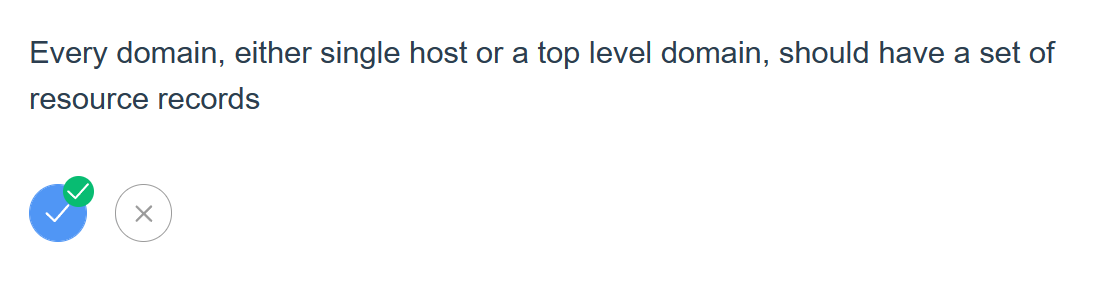 Every domain, either single host or a top level domain, should have a set of
resource records